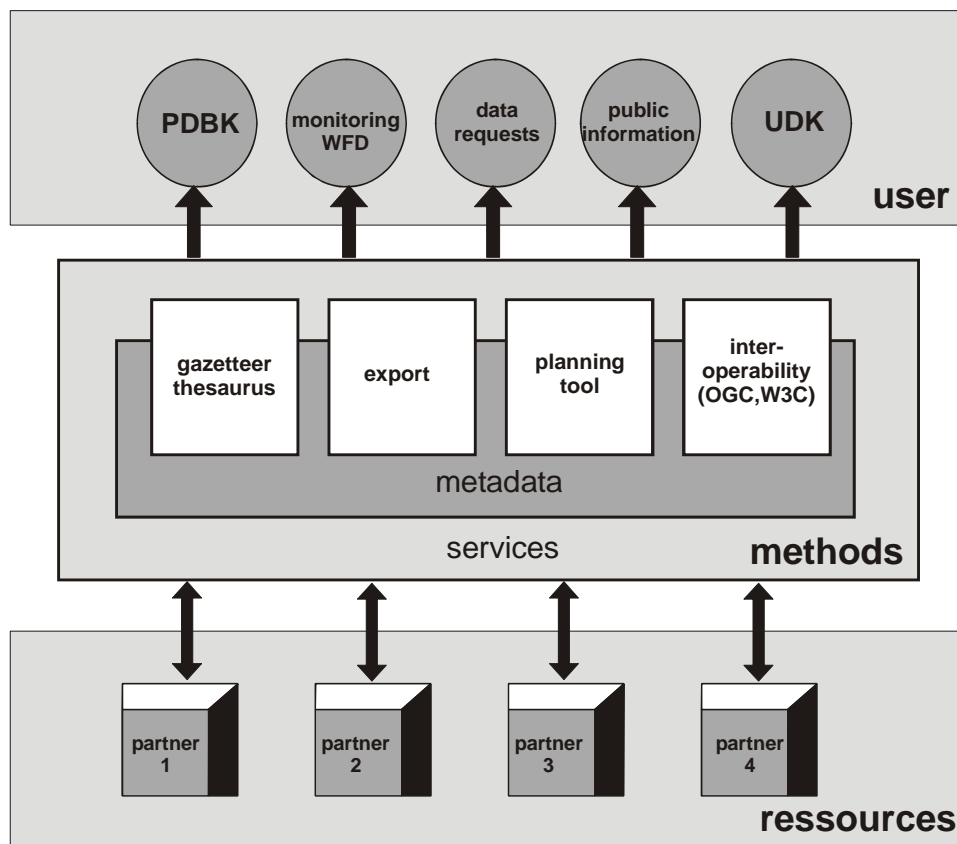 PDBK
monitoring
WFD
data
requests
public
information
UDK
user
gazetteer
thesaurus
export
planning
tool
inter-
operability
(OGC,W3C)
metadata
services
methods
partner
1
partner
2
partner
3
partner
4
ressources